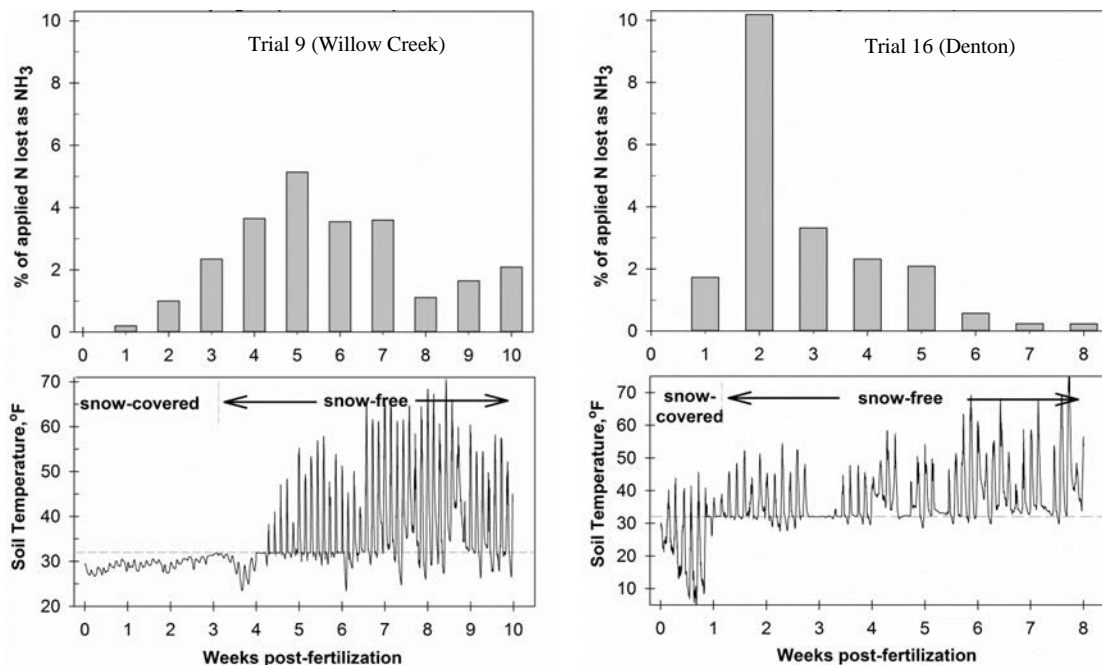 Trial 9 (Willow Creek)
% of applied N lost as NH3
10
8
6
4
2
0
0 1 2 3 4 5 6 7 8 9 10
snow-covered
snow-free
Soil Temperature,ºF
70
60
50
40
30
20
0 1 2 3 4 5 6 7 8 9 10
Weeks post-fertilization
Trial 16 (Denton)
% of applied N lost as NH3
10
8
6
4
2
0
0 1 2 3 4 5 6 7 8
snow-
covered
snow-free
Soil Temperature,ºF
70
60
50
40
30
20
10
0 1 2 3 4 5 6 7 8
Weeks post-fertilization